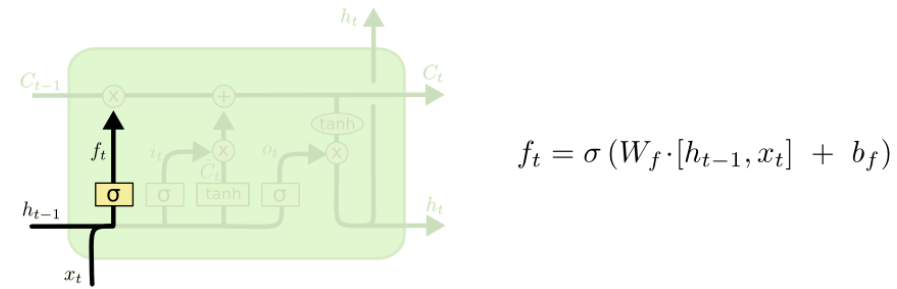 h_t
C_{t-1}
C_t
x
+
tanh
f_t
i_t
o_t
x
x
C̃_t
σ
σ
tanh
σ
h_{t-1}
h_t
x_t
f_t = σ (W_f·[h_{t-1}, x_t] + b_f)